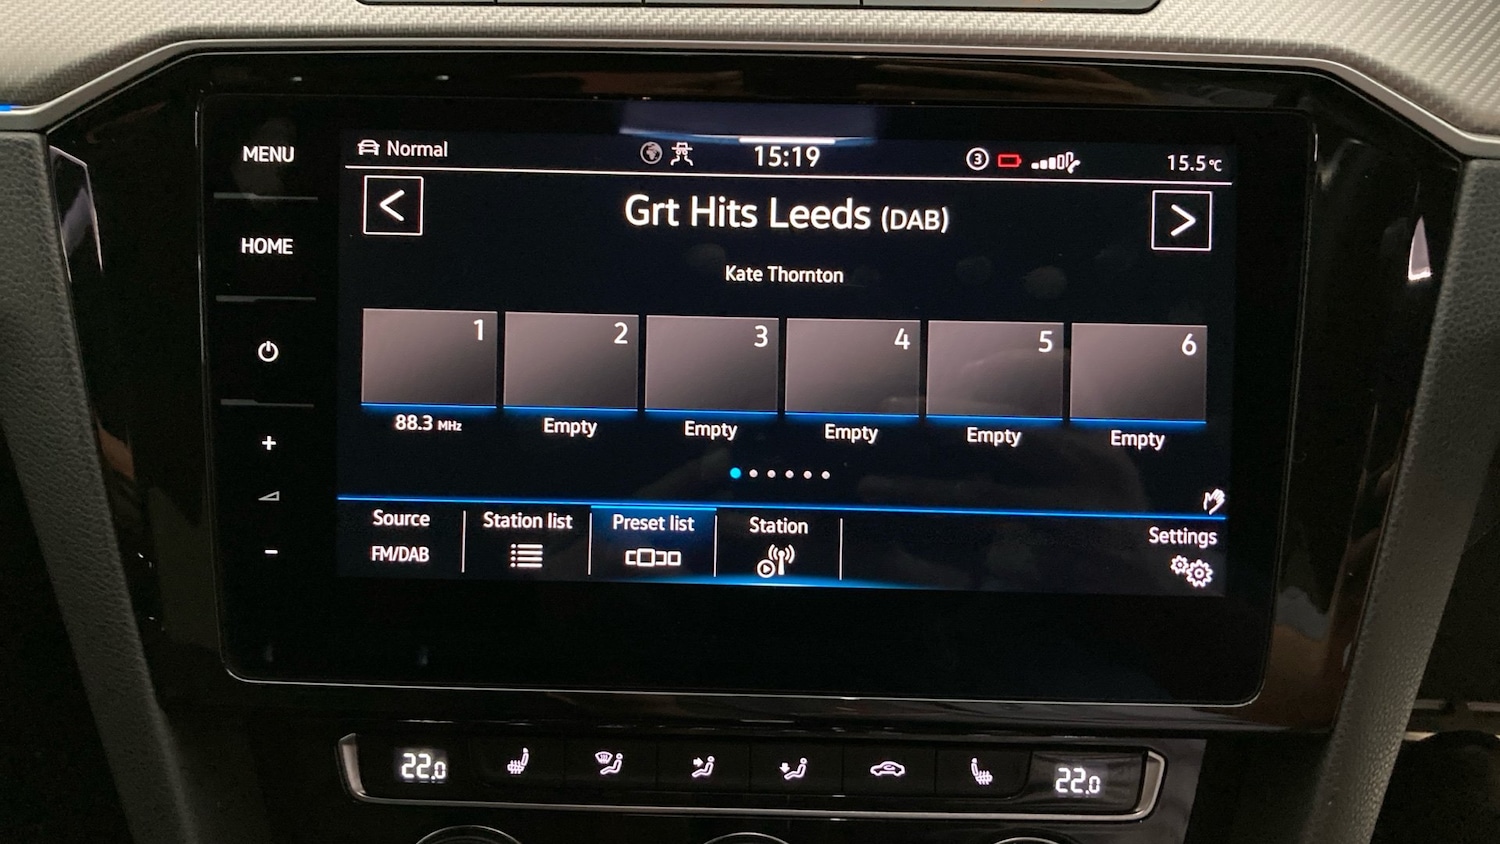 MENU
HOME
+
-
Normal
15:19
3
15.5°C
<
Grt Hits Leeds (DAB)
>
Kate Thornton
1
2
3
4
5
6
88.3 MHz
Empty
Empty
Empty
Empty
Empty
Source
FM/DAB
Station list
Preset list
Station
Settings
22.0
22.0